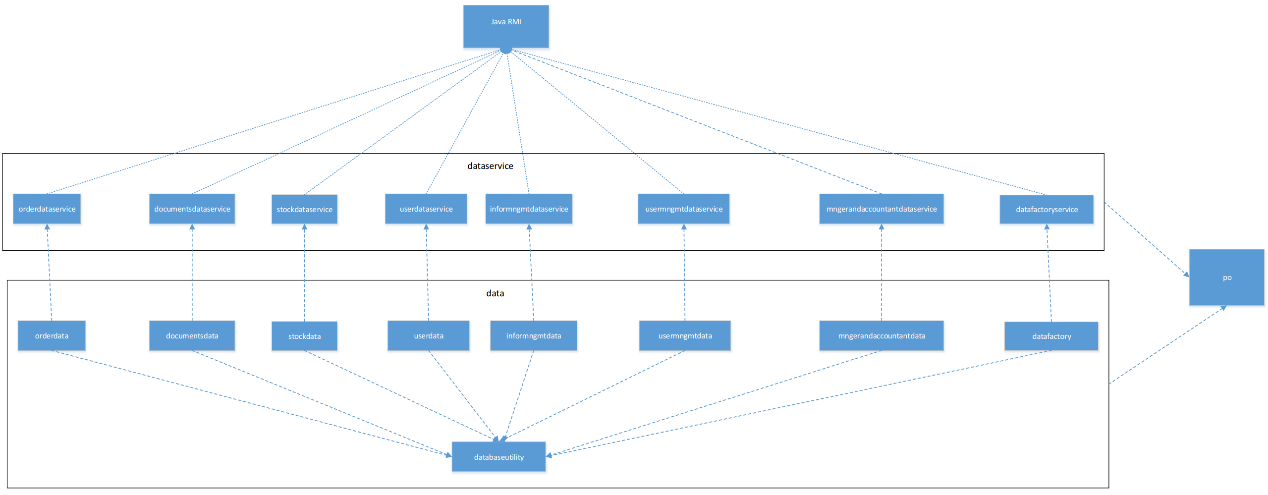 Java RMI
dataservice
orderdataservice
documentsdataservice
stockdataservice
userdataservice
informngmtdataservice
usermngmtdataservice
mngerandaccountantdataservice
datafactoryservice
po
data
orderdata
documentsdata
stockdata
userdata
informngmtdata
usermngmtdata
mngerandaccountantdata
datafactory
databaseutility